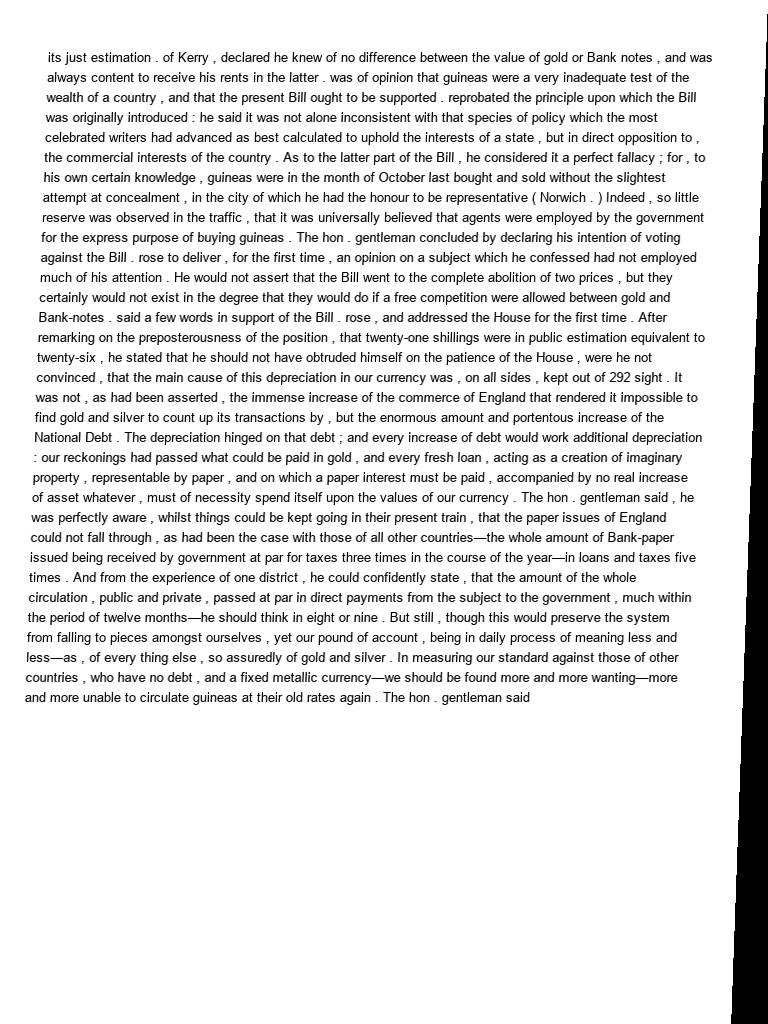 its just estimation . of Kerry , declared he knew of no difference between the value of gold or Bank notes , and was
always content to receive his rents in the latter . was of opinion that guineas were a very inadequate test of the
wealth of a country , and that the present Bill ought to be supported . reprobated the principle upon which the Bill
was originally introduced : he said it was not alone inconsistent with that species of policy which the most
celebrated writers had advanced as best calculated to uphold the interests of a state , but in direct opposition to ,
the commercial interests of the country . As to the latter part of the Bill , he considered it a perfect fallacy ; for , to
his own certain knowledge , guineas were in the month of October last bought and sold without the slightest
attempt at concealment , in the city of which he had the honour to be representative ( Norwich . ) Indeed , so little
reserve was observed in the traffic , that it was universally believed that agents were employed by the government
for the express purpose of buying guineas . The hon . gentleman concluded by declaring his intention of voting
against the Bill . rose to deliver , for the first time , an opinion on a subject which he confessed had not employed
much of his attention . He would not assert that the Bill went to the complete abolition of two prices , but they
certainly would not exist in the degree that they would do if a free competition were allowed between gold and
Bank-notes . said a few words in support of the Bill . rose , and addressed the House for the first time . After
remarking on the preposterousness of the position , that twenty-one shillings were in public estimation equivalent to
twenty-six , he stated that he should not have obtruded himself on the patience of the House , were he not
convinced , that the main cause of this depreciation in our currency was , on all sides , kept out of 292 sight . It
was not , as had been asserted , the immense increase of the commerce of England that rendered it impossible to
find gold and silver to count up its transactions by , but the enormous amount and portentous increase of the
National Debt . The depreciation hinged on that debt ; and every increase of debt would work additional depreciation
: our reckonings had passed what could be paid in gold , and every fresh loan , acting as a creation of imaginary
property , representable by paper , and on which a paper interest must be paid , accompanied by no real increase
of asset whatever , must of necessity spend itself upon the values of our currency . The hon . gentleman said , he
was perfectly aware , whilst things could be kept going in their present train , that the paper issues of England
could not fall through , as had been the case with those of all other countries—the whole amount of Bank-paper
issued being received by government at par for taxes three times in the course of the year—in loans and taxes five
times . And from the experience of one district , he could confidently state , that the amount of the whole
circulation , public and private , passed at par in direct payments from the subject to the government , much within
the period of twelve months—he should think in eight or nine . But still , though this would preserve the system
from falling to pieces amongst ourselves , yet our pound of account , being in daily process of meaning less and
less—as , of every thing else , so assuredly of gold and silver . In measuring our standard against those of other
countries , who have no debt , and a fixed metallic currency—we should be found more and more wanting—more
and more unable to circulate guineas at their old rates again . The hon . gentleman said